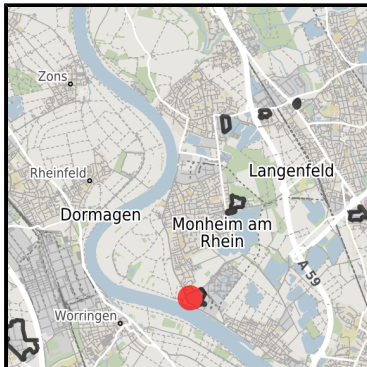 Zons
Rheinfeld
Langenfeld
Dormagen
Monheim am
Rhein
A 59
Worringen